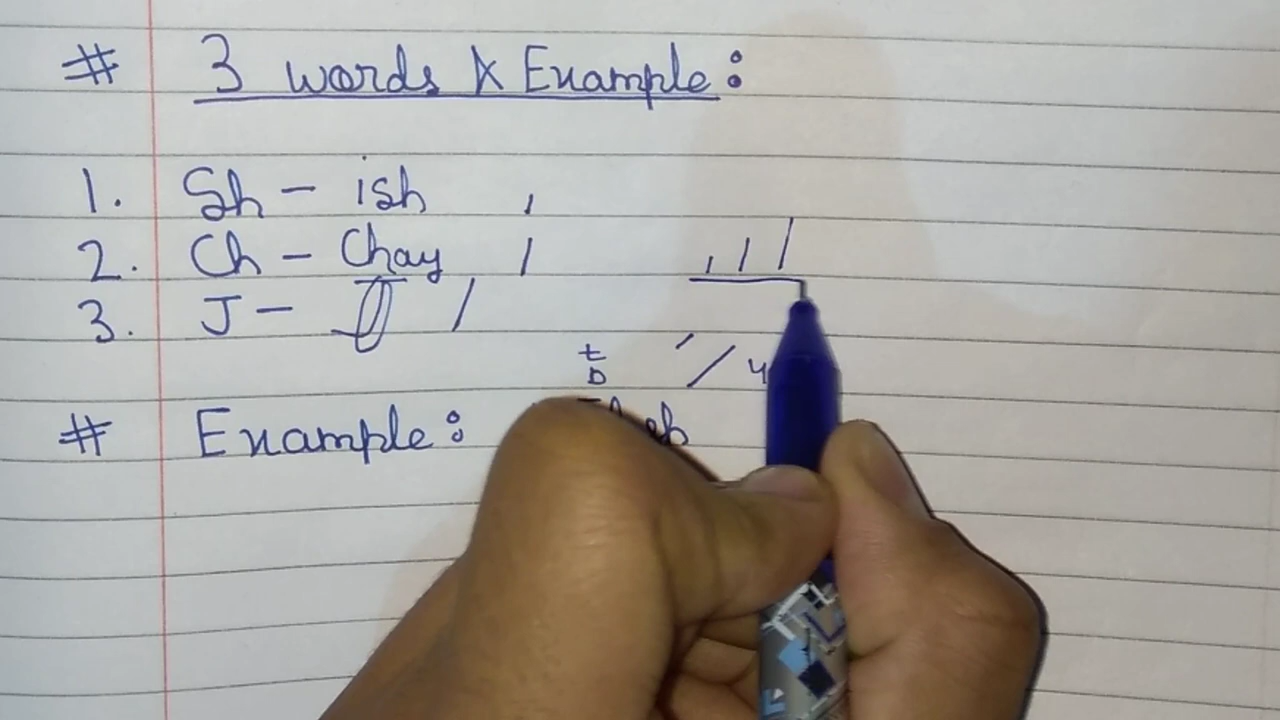 # 3 words & Example:
1. Sh - ish
2. Ch - Chay
3. J -
t
D
# Example: